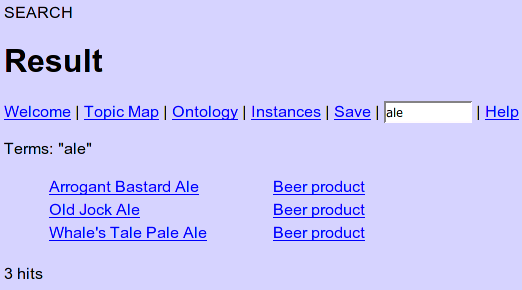 SEARCH
Result
Welcome | Topic Map | Ontology | Instances | Save | ale | Help
Terms: "ale"
Arrogant Bastard Ale Beer product
Old Jock Ale Beer product
Whale's Tale Pale Ale Beer product
3 hits